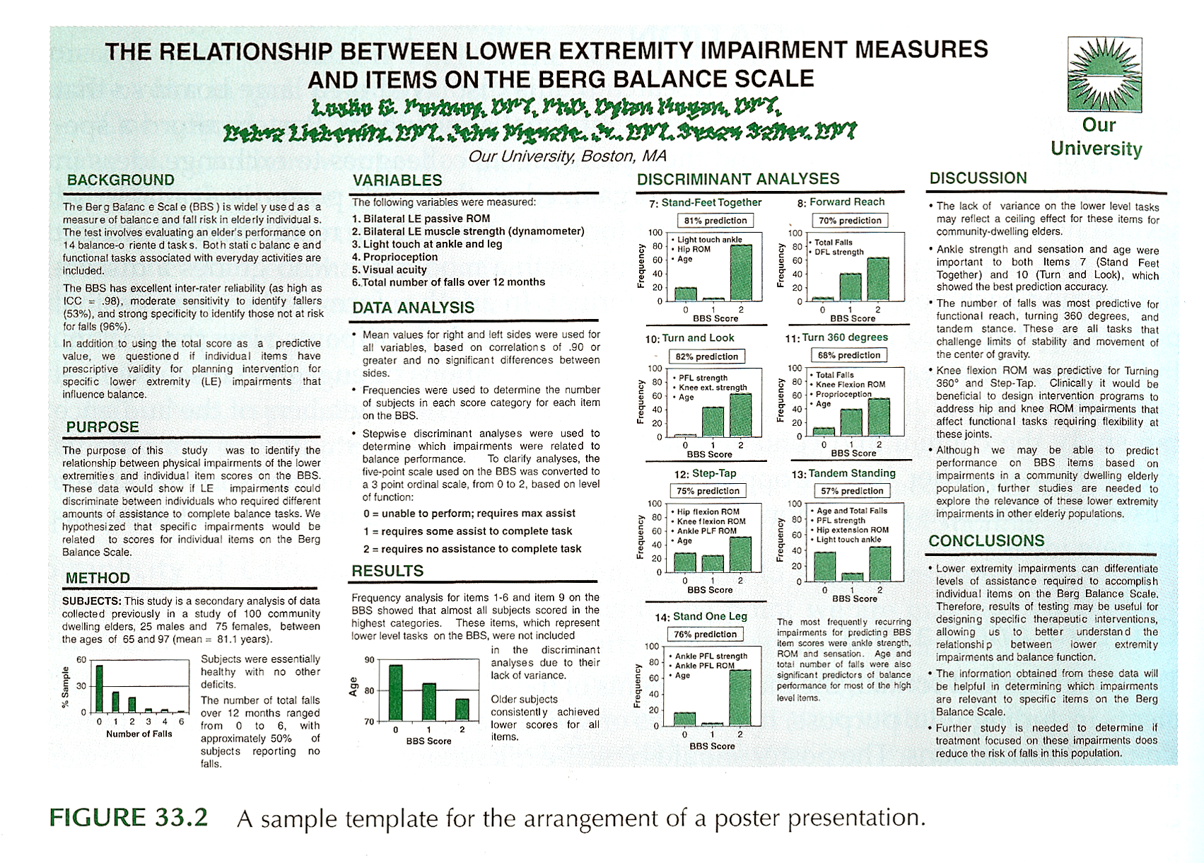 THE RELATIONSHIP BETWEEN LOWER EXTREMITY IMPAIRMENT MEASURES
AND ITEMS ON THE BERG BALANCE SCALE
Our University, Boston, MA
Our
University
BACKGROUND
The Berg Balance Scale (BBS) is widely used as a
measure of balance and fall risk in elderly individuals.
The test involves evaluating an elder's performance on
14 balance-oriented tasks. Both static balance and
functional tasks associated with everyday activities are
included.
The BBS has excellent inter-rater reliability (as high as
ICC = .98), moderate sensitivity to identify fallers
(53%), and strong specificity to identify those not at risk
for falls (96%).
In addition to using the total score as a predictive
value, we questioned if individual items have
prescriptive validity for planning intervention for
specific lower extremity (LE) impairments that
influence balance.
PURPOSE
The purpose of this study was to identify the
relationship between physical impairments of the lower
extremities and individual item scores on the BBS.
These data would show if LE impairments could
discriminate between individuals who required different
amounts of assistance to complete balance tasks. We
hypothesized that specific impairments would be
related to scores for individual items on the Berg
Balance Scale.
METHOD
SUBJECTS: This study is a secondary analysis of data
collected previously in a study of 100 community
dwelling elders, 25 males and 75 females, between
the ages of 65 and 97 (mean = 81.1 years).
% Sample
60
30
0
0 1 2 3 4 6
Number of Falls
Subjects were essentially
healthy with no other
deficits.
The number of total falls
over 12 months ranged
from 0 to 6, with
approximately 50% of
subjects reporting no
falls.
VARIABLES
The following variables were measured:
1. Bilateral LE passive ROM
2. Bilateral LE muscle strength (dynamometer)
3. Light touch at ankle and leg
4. Proprioception
5. Visual acuity
6. Total number of falls over 12 months
DATA ANALYSIS
• Mean values for right and left sides were used for
all variables, based on correlations of .90 or
greater and no significant differences between
sides.
• Frequencies were used to determine the number
of subjects in each score category for each item
on the BBS.
• Stepwise discriminant analyses were used to
determine which impairments were related to
balance performance. To clarify analyses, the
five-point scale used on the BBS was converted to
a 3 point ordinal scale, from 0 to 2, based on level
of function:
0 = unable to perform; requires max assist
1 = requires some assist to complete task
2 = requires no assistance to complete task
RESULTS
Frequency analysis for items 1-6 and item 9 on the
BBS showed that almost all subjects scored in the
highest categories. These items, which represent
lower level tasks on the BBS, were not included
in the discriminant
analyses due to their
lack of variance.
Older subjects
consistently achieved
lower scores for all
items.
Age
90
80
70
0 1 2
BBS Score
DISCRIMINANT ANALYSES
7: Stand-Feet Together
81% prediction
• Light touch ankle
• Hip ROM
• Age
Frequency
100
80
60
40
20
0
0 1 2
BBS Score
8: Forward Reach
70% prediction
• Total Falls
• DFL strength
Frequency
100
80
60
40
20
0
0 1 2
BBS Score
10: Turn and Look
82% prediction
• PFL strength
• Knee ext. strength
• Age
Frequency
100
80
60
40
20
0
0 1 2
BBS Score
11: Turn 360 degrees
68% prediction
• Total Falls
• Knee Flexion ROM
• Proprioception
• Age
Frequency
100
80
60
40
20
0
0 1 2
BBS Score
12: Step-Tap
75% prediction
• Hip flexion ROM
• Knee flexion ROM
• Ankle PLF ROM
• Age
Frequency
100
80
60
40
20
0
0 1 2
BBS Score
13: Tandem Standing
57% prediction
• Age and Total Falls
• PFL strength
• Hip extension ROM
• Light touch ankle
Frequency
100
80
60
40
20
0
0 1 2
BBS Score
14: Stand One Leg
76% prediction
• Ankle PFL strength
• Ankle PFL ROM
• Age
Frequency
100
80
60
40
20
0
0 1 2
BBS Score
The most frequently recurring
impairments for predicting BBS
item scores were ankle strength,
ROM and sensation. Age and
total number of falls were also
significant predictors of balance
performance for most of the high
level items.
DISCUSSION
• The lack of variance on the lower level tasks
may reflect a ceiling effect for these items for
community-dwelling elders.
• Ankle strength and sensation and age were
important to both Items 7 (Stand Feet
Together) and 10 (Turn and Look), which
showed the best prediction accuracy.
• The number of falls was most predictive for
functional reach, turning 360 degrees, and
tandem stance. These are all tasks that
challenge limits of stability and movement of
the center of gravity.
• Knee flexion ROM was predictive for Turning
360° and Step-Tap. Clinically it would be
beneficial to design intervention programs to
address hip and knee ROM impairments that
affect functional tasks requiring flexibility at
these joints.
• Although we may be able to predict
performance on BBS items based on
impairments in a community dwelling elderly
population, further studies are needed to
explore the relevance of these lower extremity
impairments in other elderly populations.
CONCLUSIONS
• Lower extremity impairments can differentiate
levels of assistance required to accomplish
individual items on the Berg Balance Scale.
Therefore, results of testing may be useful for
designing specific therapeutic interventions,
allowing us to better understand the
relationship between lower extremity
impairments and balance function.
• The information obtained from these data will
be helpful in determining which impairments
are relevant to specific items on the Berg
Balance Scale.
• Further study is needed to determine if
treatment focused on these impairments does
reduce the risk of falls in this population.
FIGURE 33.2 A sample template for the arrangement of a poster presentation.